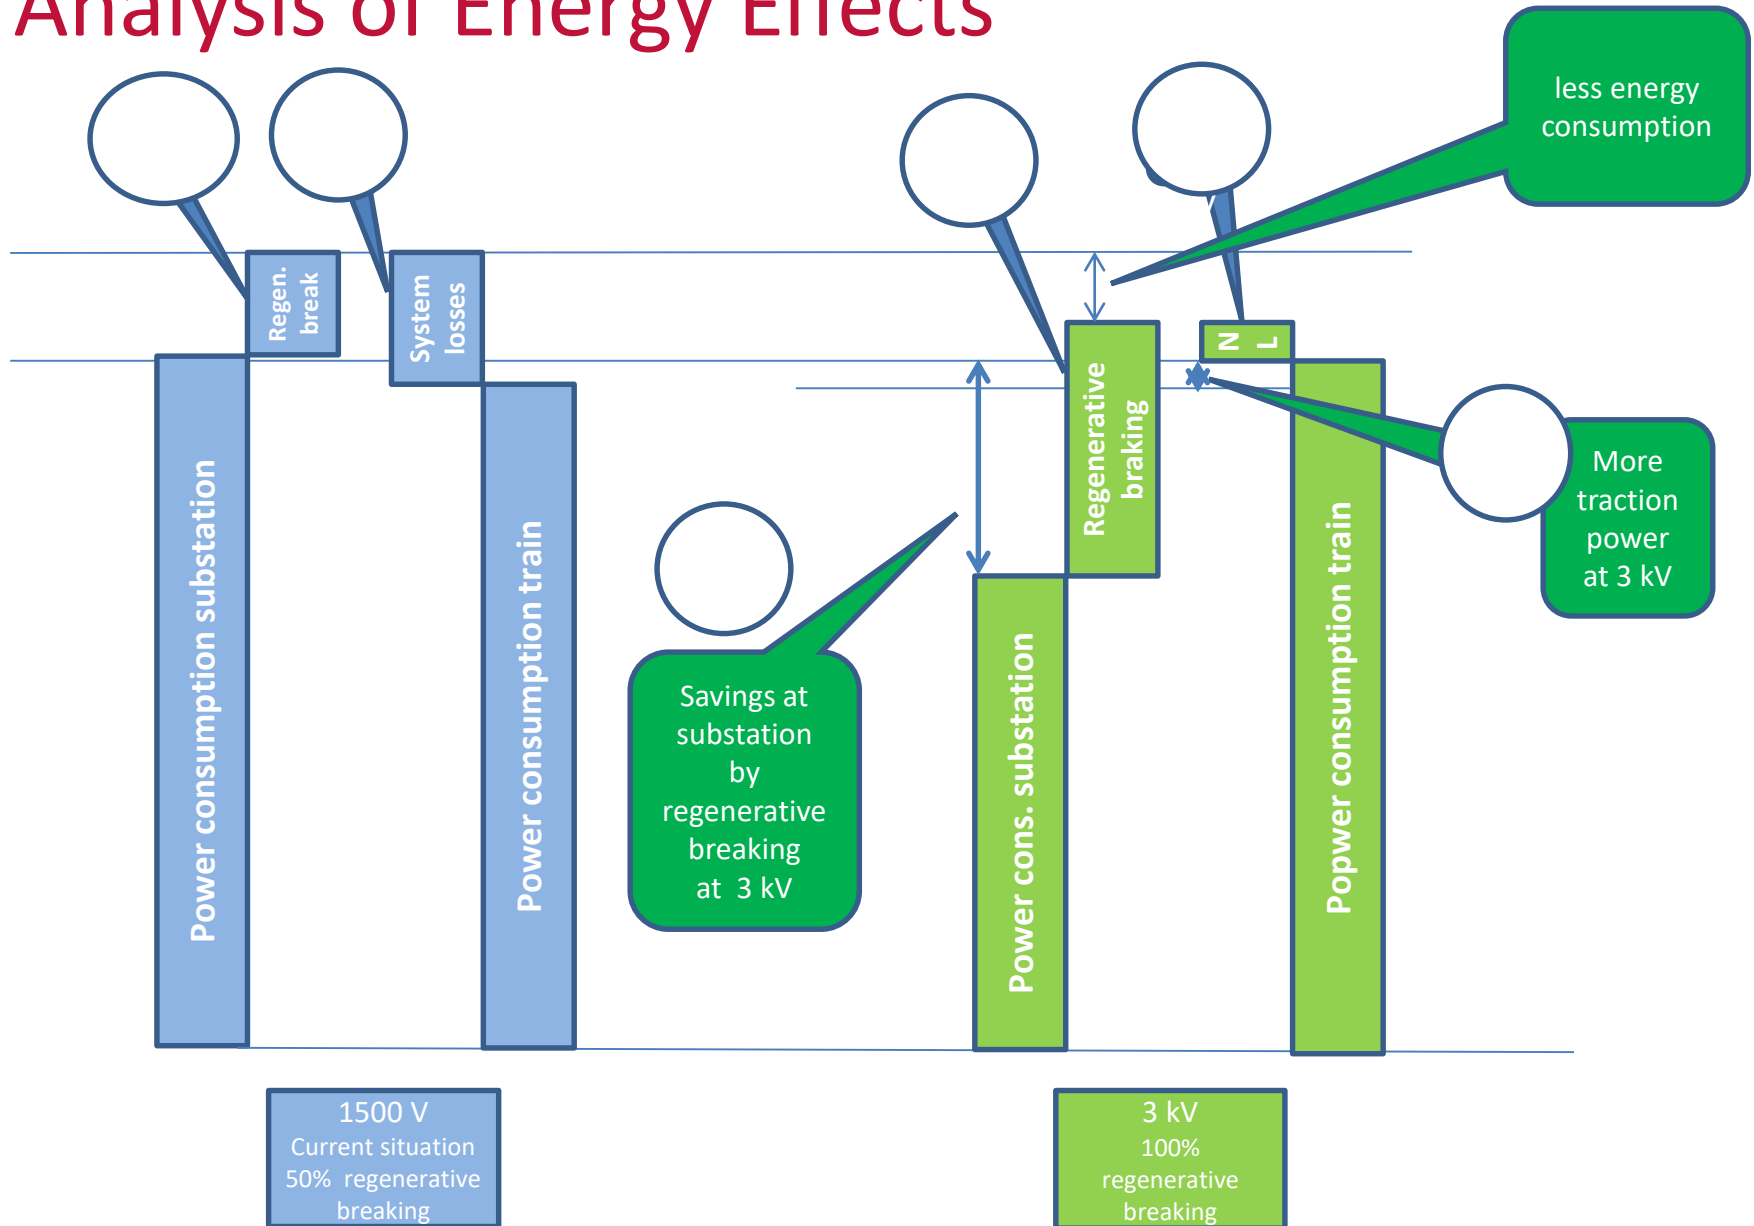 Analysis of Energy Effects
less energy
consumption
Regen.
break
System
losses
N
L
Regenerative
braking
More
traction
power
at 3 kV
Power consumption substation
Power consumption train
Savings at
substation
by
regenerative
breaking
at 3 kV
Power cons. substation
Popwer consumption train
1500 V
Current situation
50% regenerative
breaking
3 kV
100%
regenerative
breaking